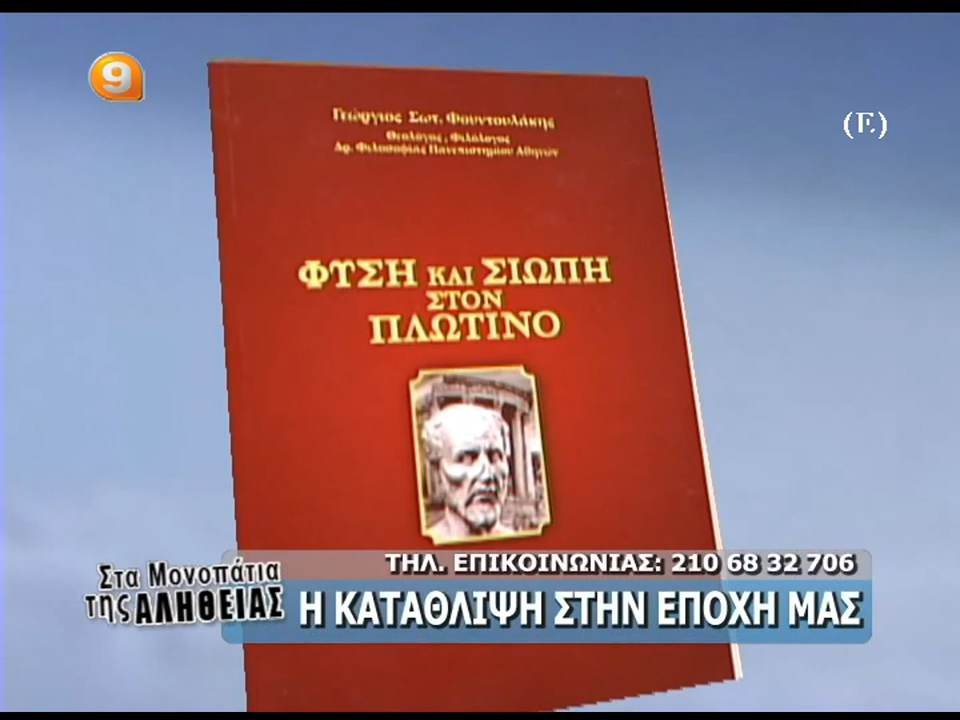 9
(E)
Γεώργιος Σωτ. Φουντουλάκης
Θεολόγος, Φιλόλογος
Δρ. Φιλοσοφίας Πανεπιστημίου Αθηνών
ΦΥΣΗ ΚΑΙ ΣΙΩΠΗ
ΣΤΟΝ
ΠΛΩΤΙΝΟ
ΤΗΛ. ΕΠΙΚΟΙΝΩΝΙΑΣ: 210 68 32 706
Στα Μονοπάτια
της ΑΛΗΘΕΙΑΣ
Η ΚΑΤΑΘΛΙΨΗ ΣΤΗΝ ΕΠΟΧΗ ΜΑΣ